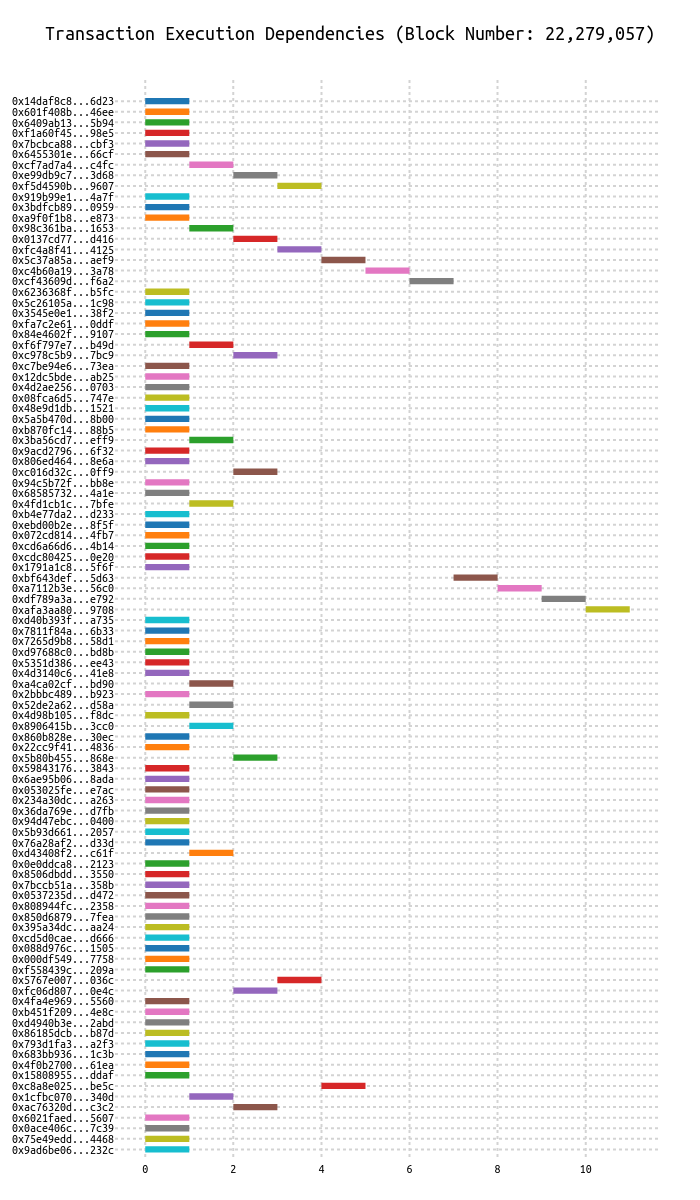 Transaction Execution Dependencies (Block Number: 22,279,057)
0x14daf8c8...6d23
0x601f408b...46ee
0x6409ab13...5b94
0xf1a60f45...98e5
0x7bcbca88...cbf3
0x6455301e...66cf
0xcf7ad7a4...c4fc
0xe99db9c7...3d68
0xf5d4590b...9607
0x919b99e1...4a7f
0x3bdfcb89...0959
0xa9f0f1b8...e873
0x98c361ba...1653
0x0137cd77...d416
0xfc4a8f41...4125
0x5c37a85a...aef9
0xc4b60a19...3a78
0xcf43609d...f6a2
0x6236368f...b5fc
0x5c26105a...1c98
0x3545e0e1...38f2
0xfa7c2e61...0ddf
0x84e4602f...9107
0xf6f797e7...b49d
0xc978c5b9...7bc9
0xc7be94e6...73ea
0x12dc5bde...ab25
0x4d2ae256...0703
0x08fca6d5...747e
0x48e9d1db...1521
0x5a5b470d...8b00
0xb870fc14...88b5
0x3ba56cd7...eff9
0x9acd2796...6f32
0x806ed464...8e6a
0xc016d32c...0ff9
0x94c5b72f...bb8e
0x68585732...4a1e
0x4fd1cb1c...7bfe
0xb4e77da2...d233
0xebd00b2e...8f5f
0x072cd814...4fb7
0xcd6a66d6...4b14
0xcdc80425...0e20
0x1791a1c8...5f6f
0xbf643def...5d63
0xa7112b3e...56c0
0xdf789a3a...e792
0xafa3aa80...9708
0xd40b393f...a735
0x7811f84a...6b33
0x7265d9b8...58d1
0xd97688c0...bd8b
0x5351d386...ee43
0x4d3140c6...41e8
0xa4ca02cf...bd90
0x2bbbc489...b923
0x52de2a62...d58a
0x4d98b105...f8dc
0x8906415b...3cc0
0x860b828e...30ec
0x22cc9f41...4836
0x5b80b455...868e
0x59843176...3843
0x6ae95b06...8ada
0x053025fe...e7ac
0x234a30dc...a263
0x36da769e...d7fb
0x94d47ebc...0400
0x5b93d661...2057
0x76a28af2...d33d
0xd43408f2...c61f
0x0e0ddca8...2123
0x8506dbdd...3550
0x7bccb51a...358b
0x0537235d...d472
0x808944fc...2358
0x850d6879...7fea
0x395a34dc...aa24
0xcd5d0cae...d666
0x088d976c...1505
0x000df549...7758
0xf558439c...209a
0x5767e007...036c
0xfc06d807...0e4c
0x4fa4e969...5560
0xb451f209...4e8c
0xd4940b3e...2abd
0x86185dcb...b87d
0x793d1fa3...a2f3
0x683bb936...1c3b
0x4f0b2700...61ea
0x15808955...ddaf
0xc8a8e025...be5c
0x1cfbc070...340d
0xac76320d...c3c2
0x6021faed...5607
0x0ace406c...7c39
0x75e49edd...4468
0x9ad6be06...232c
0 2 4 6 8 10